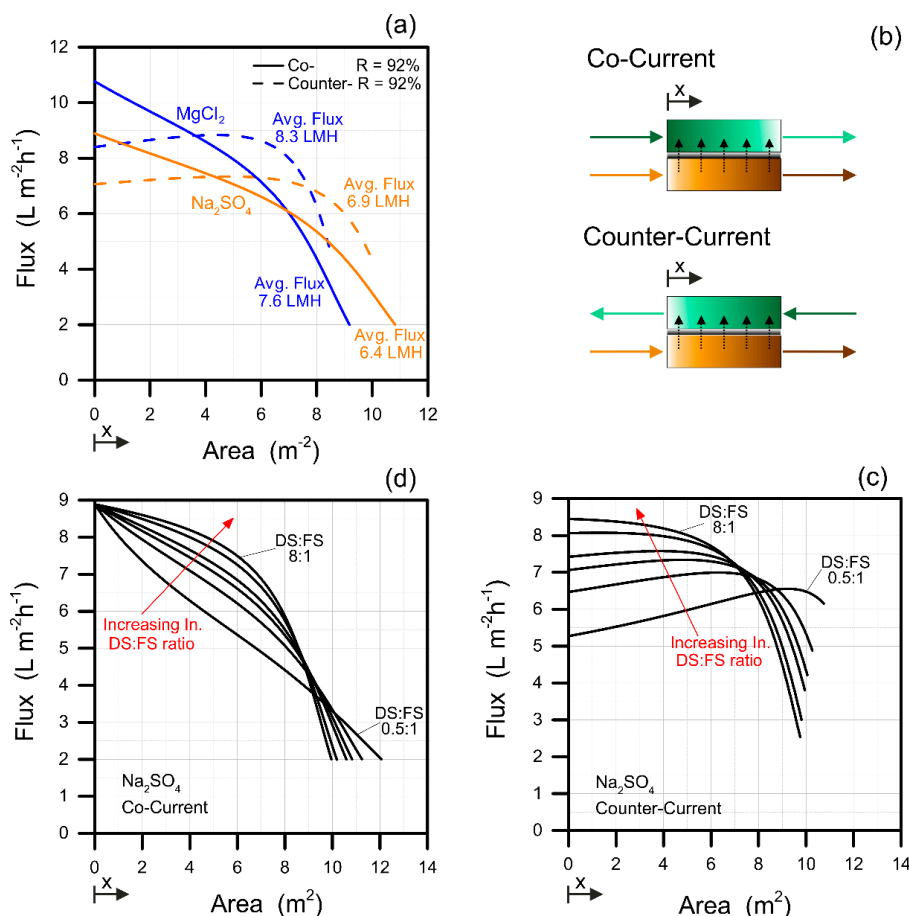 (a)
Flux (L m⁻²h⁻¹)
12
10
8
6
4
2
0
Co- R = 92%
Counter- R = 92%
MgCl₂
Avg. Flux
8.3 LMH
Avg. Flux
6.9 LMH
Na₂SO₄
Avg. Flux
7.6 LMH
Avg. Flux
6.4 LMH
0 2 4 6 8 10 12
x
Area (m⁻²)
(b)
Co-Current
x
Counter-Current
x
(d)
Flux (L m⁻²h⁻¹)
9
8
7
6
5
4
3
2
1
0
DS:FS
8:1
Increasing In.
DS:FS ratio
DS:FS
0.5:1
Na₂SO₄
Co-Current
0 2 4 6 8 10 12 14
x
Area (m²)
(c)
Flux (L m⁻²h⁻¹)
9
8
7
6
5
4
3
2
1
0
DS:FS
8:1
DS:FS
0.5:1
Increasing In.
DS:FS ratio
Na₂SO₄
Counter-Current
0 2 4 6 8 10 12 14
x
Area (m²)